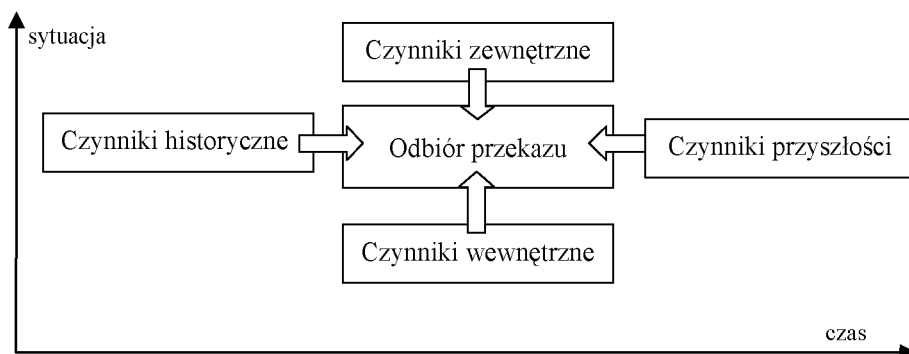 sytuacja
Czynniki zewnętrzne
Czynniki historyczne
Odbiór przekazu
Czynniki przyszłości
Czynniki wewnętrzne
czas